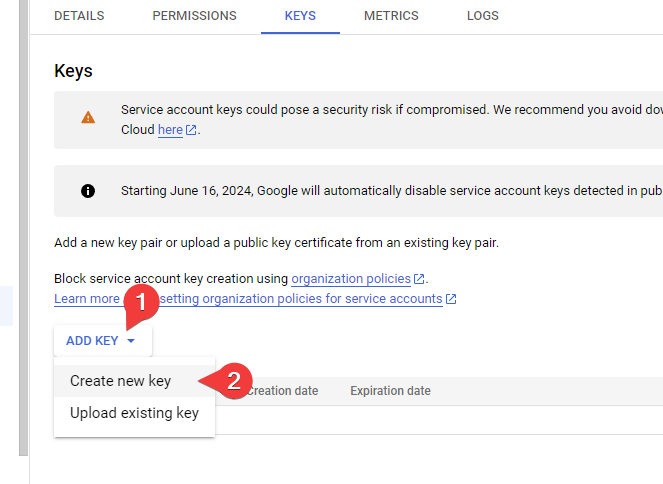 DETAILS PERMISSIONS KEYS METRICS LOGS
Keys
Service account keys could pose a security risk if compromised. We recommend you avoid
Cloud here.
Starting June 16, 2024, Google will automatically disable service account keys detected in
Add a new key pair or upload a public key certificate from an existing key pair.
Block service account key creation using organization policies.
Learn more setting organization policies for service accounts
1
ADD KEY
Create new key
2
Upload existing key
Creation date Expiration date